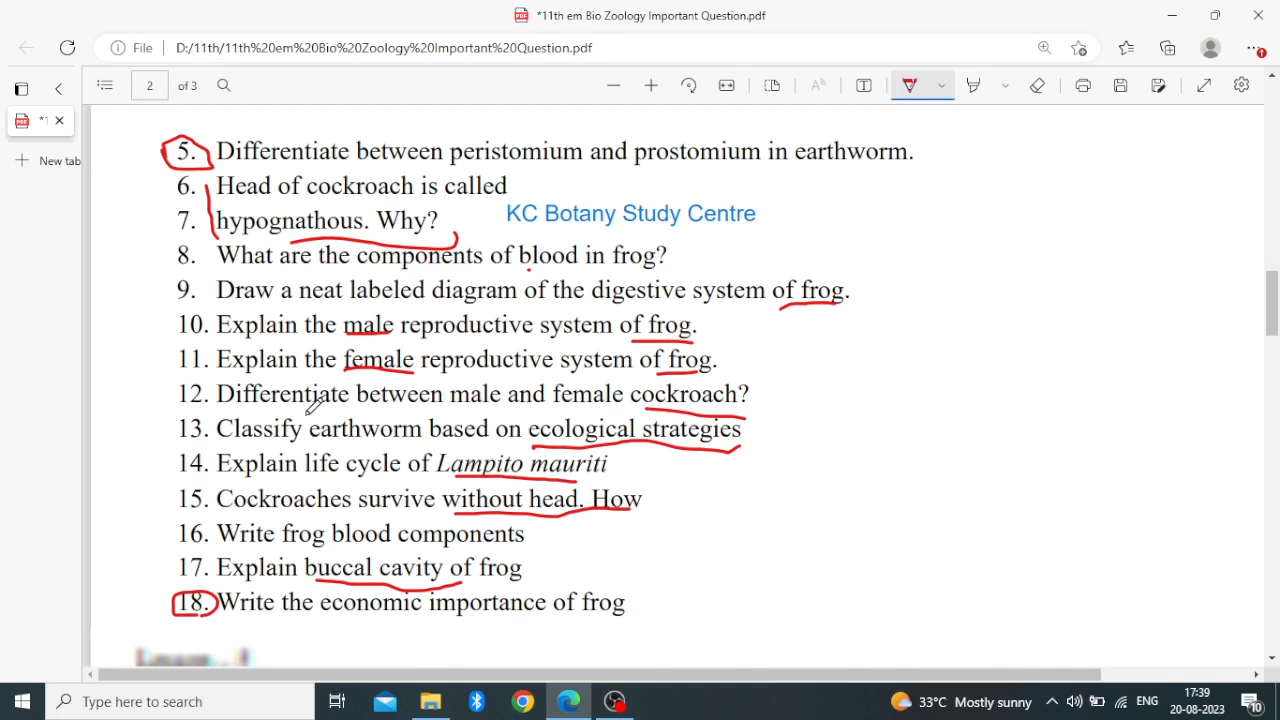 *11th em Bio Zoology Important Question.pdf
File D:/11th/11th%20em%20Bio%20Zoology%20Important%20Question.pdf
2 of 3
New tab
5. Differentiate between peristomium and prostomium in earthworm.
6. Head of cockroach is called
7. hypognathous. Why?
KC Botany Study Centre
8. What are the components of blood in frog?
9. Draw a neat labeled diagram of the digestive system of frog.
10. Explain the male reproductive system of frog.
11. Explain the female reproductive system of frog.
12. Differentiate between male and female cockroach?
13. Classify earthworm based on ecological strategies
14. Explain life cycle of Lampito mauriti
15. Cockroaches survive without head. How
16. Write frog blood components
17. Explain buccal cavity of frog
18. Write the economic importance of frog
Type here to search
33°C Mostly sunny
ENG
17:39
20-08-2023
10